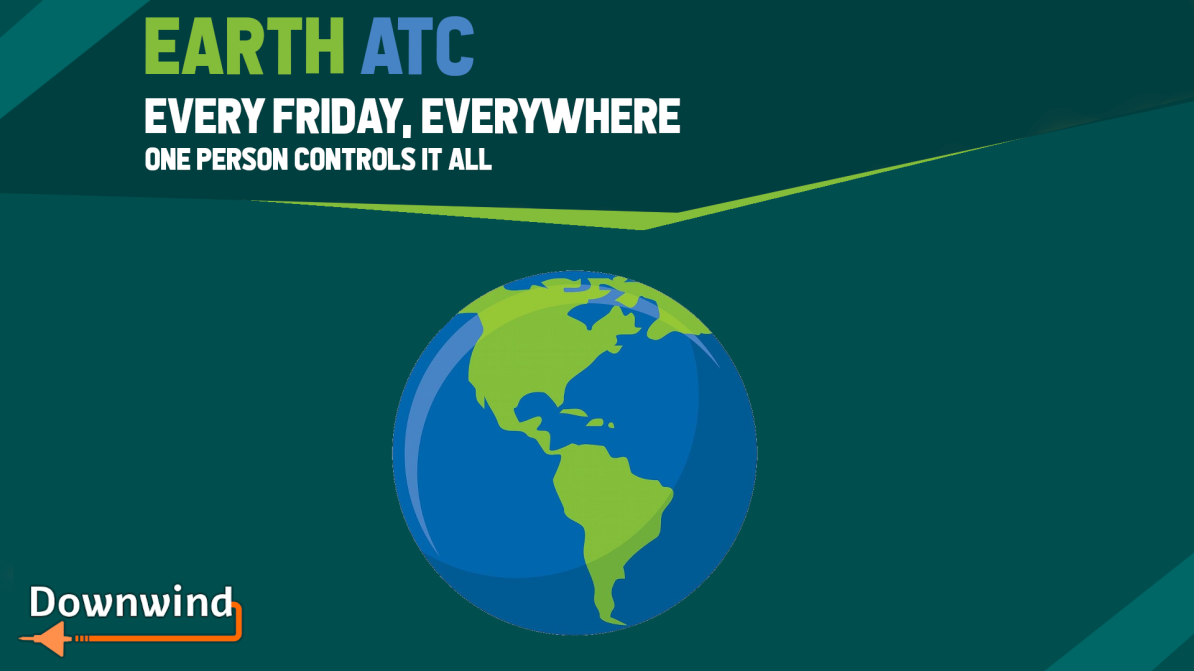 EARTH ATC
EVERY FRIDAY, EVERYWHERE
ONE PERSON CONTROLS IT ALL
Downwind